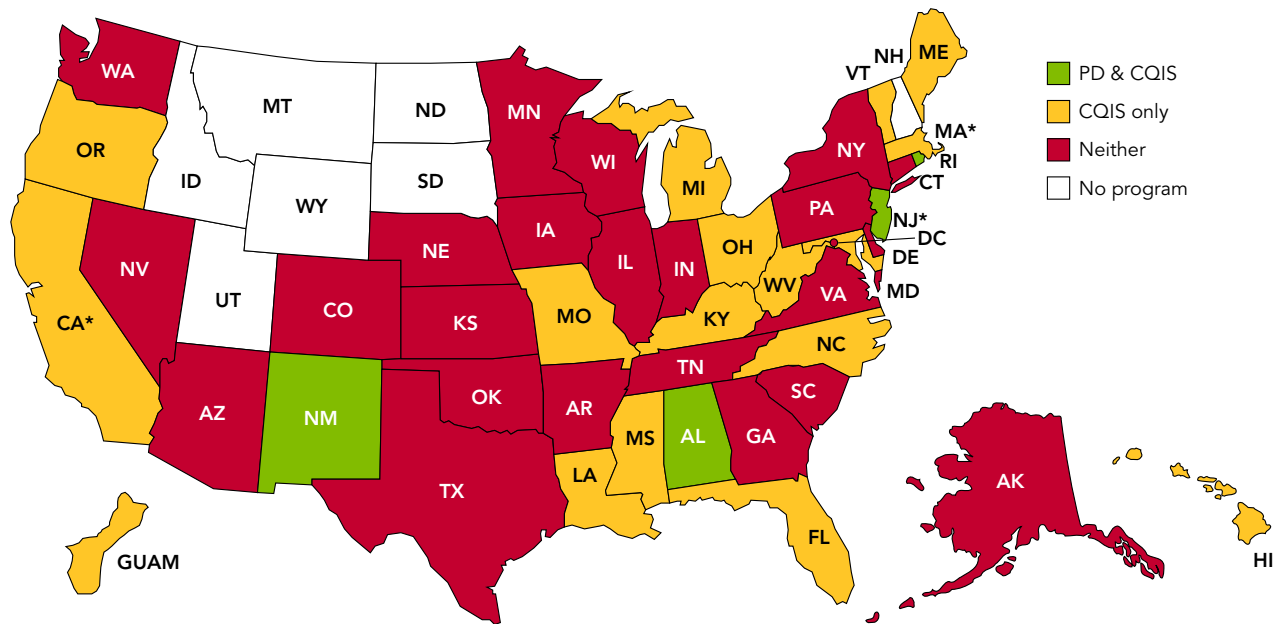 NH
ME
VT
WA
PD & CQIS
MT
ND
MN
CQIS only
MA*
OR
NY
Neither
WI
RI
ID
SD
MI
CT
No program
WY
PA
NJ*
IA
DC
NE
OH
DE
NV
IL
IN
WV
MD
UT
VA
CO
CA*
KS
MO
KY
NC
TN
OK
SC
AZ
NM
AR
MS
AL
GA
LA
TX
AK
FL
GUAM
HI